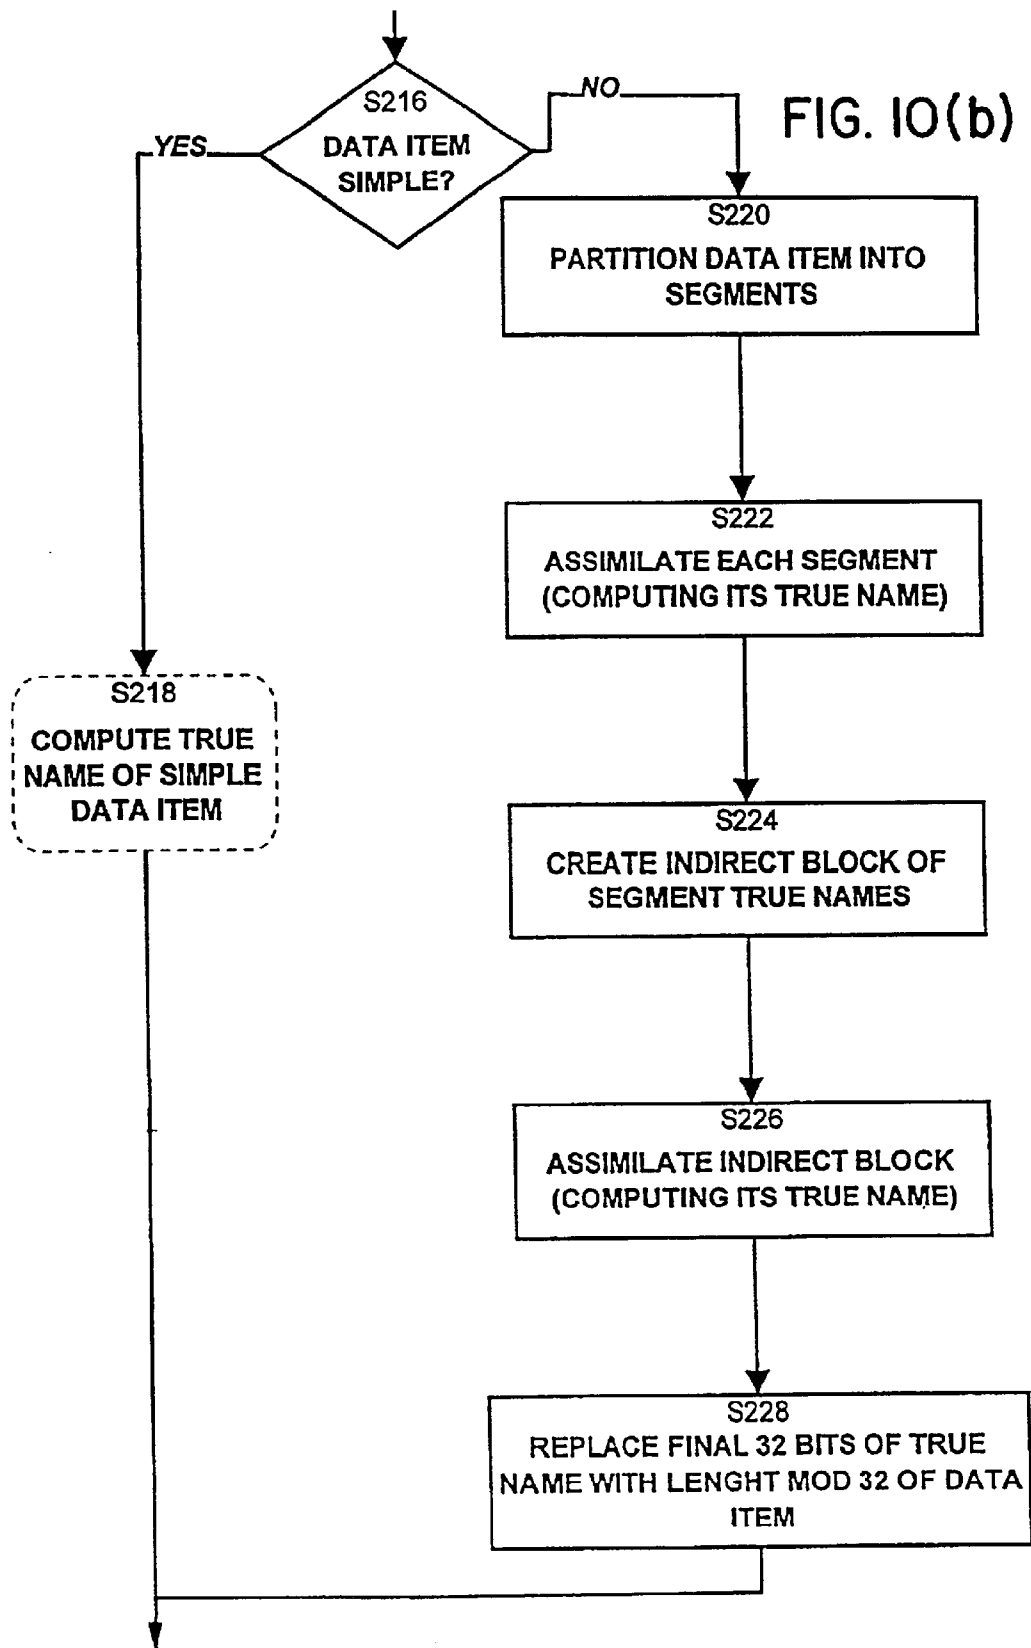 FIG. 10(b)
S216
DATA ITEM
SIMPLE?
YES
NO
S220
PARTITION DATA ITEM INTO
SEGMENTS
S222
ASSIMILATE EACH SEGMENT
(COMPUTING ITS TRUE NAME)
S218
COMPUTE TRUE
NAME OF SIMPLE
DATA ITEM
S224
CREATE INDIRECT BLOCK OF
SEGMENT TRUE NAMES
S226
ASSIMILATE INDIRECT BLOCK
(COMPUTING ITS TRUE NAME)
S228
REPLACE FINAL 32 BITS OF TRUE
NAME WITH LENGHT MOD 32 OF DATA
ITEM